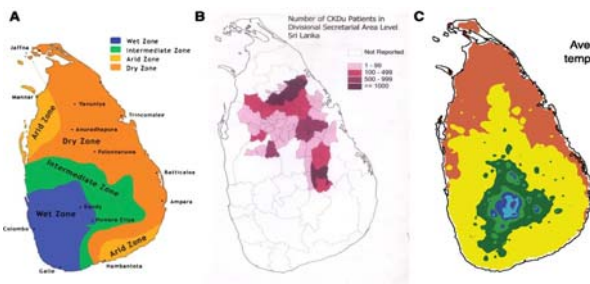 A
Wet Zone
Intermediate Zone
Arid Zone
Dry Zone
Jaffna
Mannar
Vavuniya
Trincomalee
Arid Zone
Anuradhapura
Dry Zone
Polonnaruwa
Intermediate Zone
Batticaloa
Wet Zone
Kandy
Ampara
Nuwara Eliya
Colombo
Arid Zone
Galle
Hambantota
B
Number of CKDu Patients in
Divisional Secretarial Area Level
Sri Lanka
Not Reported
1 - 99
100 - 499
500 - 999
>= 1000
C
Ave
temp